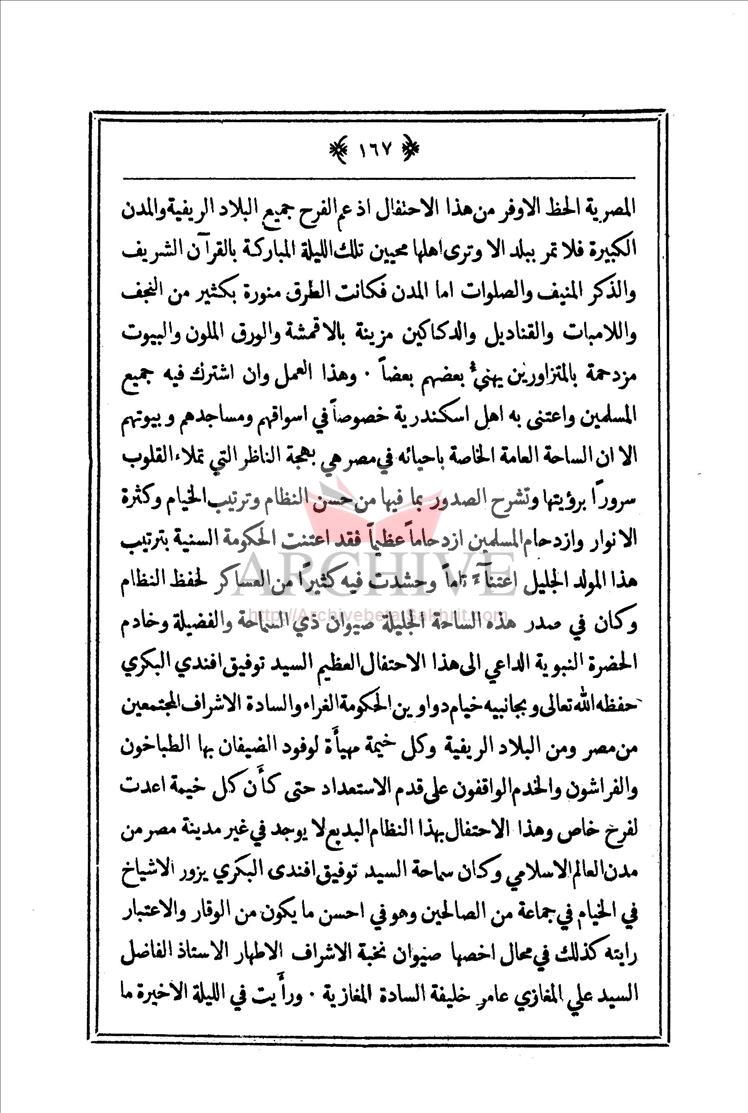 ١٦٧
المصرية الحظ الاوفر من هذا الاحتفال اذ عم الفرح جميع البلاد الريفية والمدن
الكبيرة فلا تمر ببلد الا وترى اهلها محيين تلك الليلة المباركة بالقرآن الشريف
والذكر المنيف والصلوات اما المدن فكانت الطرق منورة بكثير من النجف
واللامبات والقناديل والدكاكين مزينة بالاقمشة والورق الملون والبيوت
مزدحمة بالمتزاورين يهنيء بعضهم بعضاً ٠ وهذا العمل وان اشترك فيه جميع
المسلمين واعتنى به اهل اسكندرية خصوصاً في اسواقهم ومساجدهم وبيوتهم
الا ان الساحة العامة الخاصة باحيائه في مصر هي بهجة الناظر التي تملاء القلوب
سروراً برؤيتها وتشرح الصدور بما فيها من حسن النظام وترتيب الخيام وكثرة
الانوار وازدحام المسلمين ازدحاماً عظيماً فقد اعتنت الحكومة السنية بترتيب
ARCHIVE
هذا المولد الجليل اعتنآءً تاماً وحشدت فيه كثيراً من العساكر لحفظ النظام
http://Archivebeta.Sakhrit.com
وكان في صدر هذه الساحة الجليلة صيوان ذي السماحة والفضيلة وخادم
الحضرة النبوية الداعي الى هذا الاحتفال العظيم السيد توفيق افندي البكري
حفظه الله تعالى وبجانبيه خيام دواوين الحكومة الغراء والسادة الاشراف المجتمعين
من مصر ومن البلاد الريفية وكل خيمة مهيأة لوفود الضيفان بها الطباخون
والفراشون والخدم الواقفون على قدم الاستعداد حتى كأن كل خيمة اعدت
لفرح خاص وهذا الاحتفال بهذا النظام البديع لا يوجد في غير مدينة مصر من
مدن العالم الاسلامي وكان سماحة السيد توفيق افندى البكري يزور الاشياخ
في الخيام في جماعة من الصالحين وهو في احسن ما يكون من الوقار والاعتبار
رايته كذلك في محال اخصها صيوان نخبة الاشراف الاطهار الاستاذ الفاضل
السيد علي المغازي عامر خليفة السادة المغازية ٠ ورأيت في الليلة الاخيرة ما